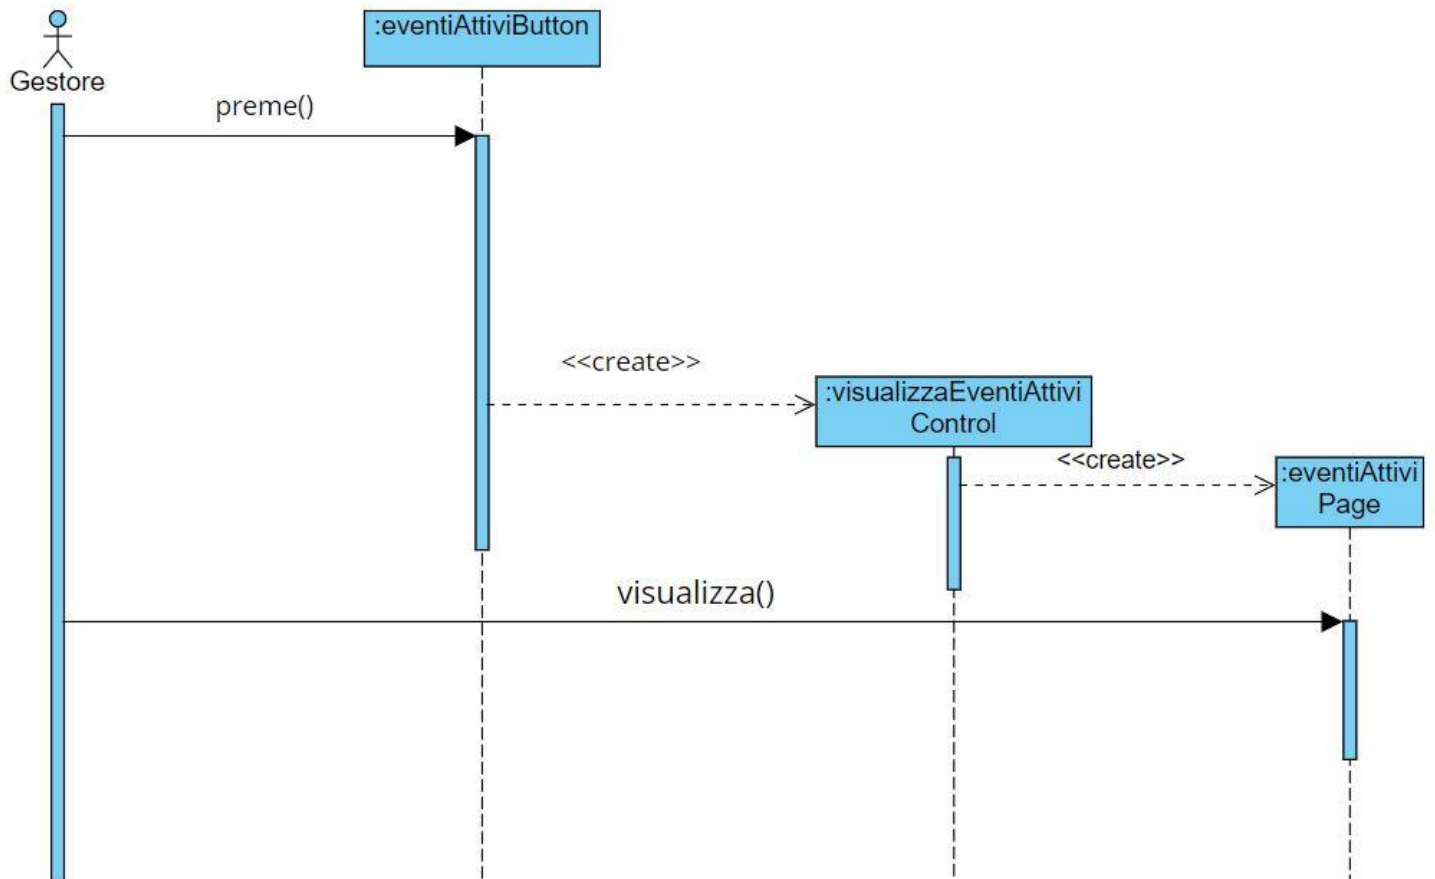 :eventiAttiviButton
Gestore
preme()
<<create>>
:visualizzaEventiAttivi
Control
<<create>>
:eventiAttivi
Page
visualizza()